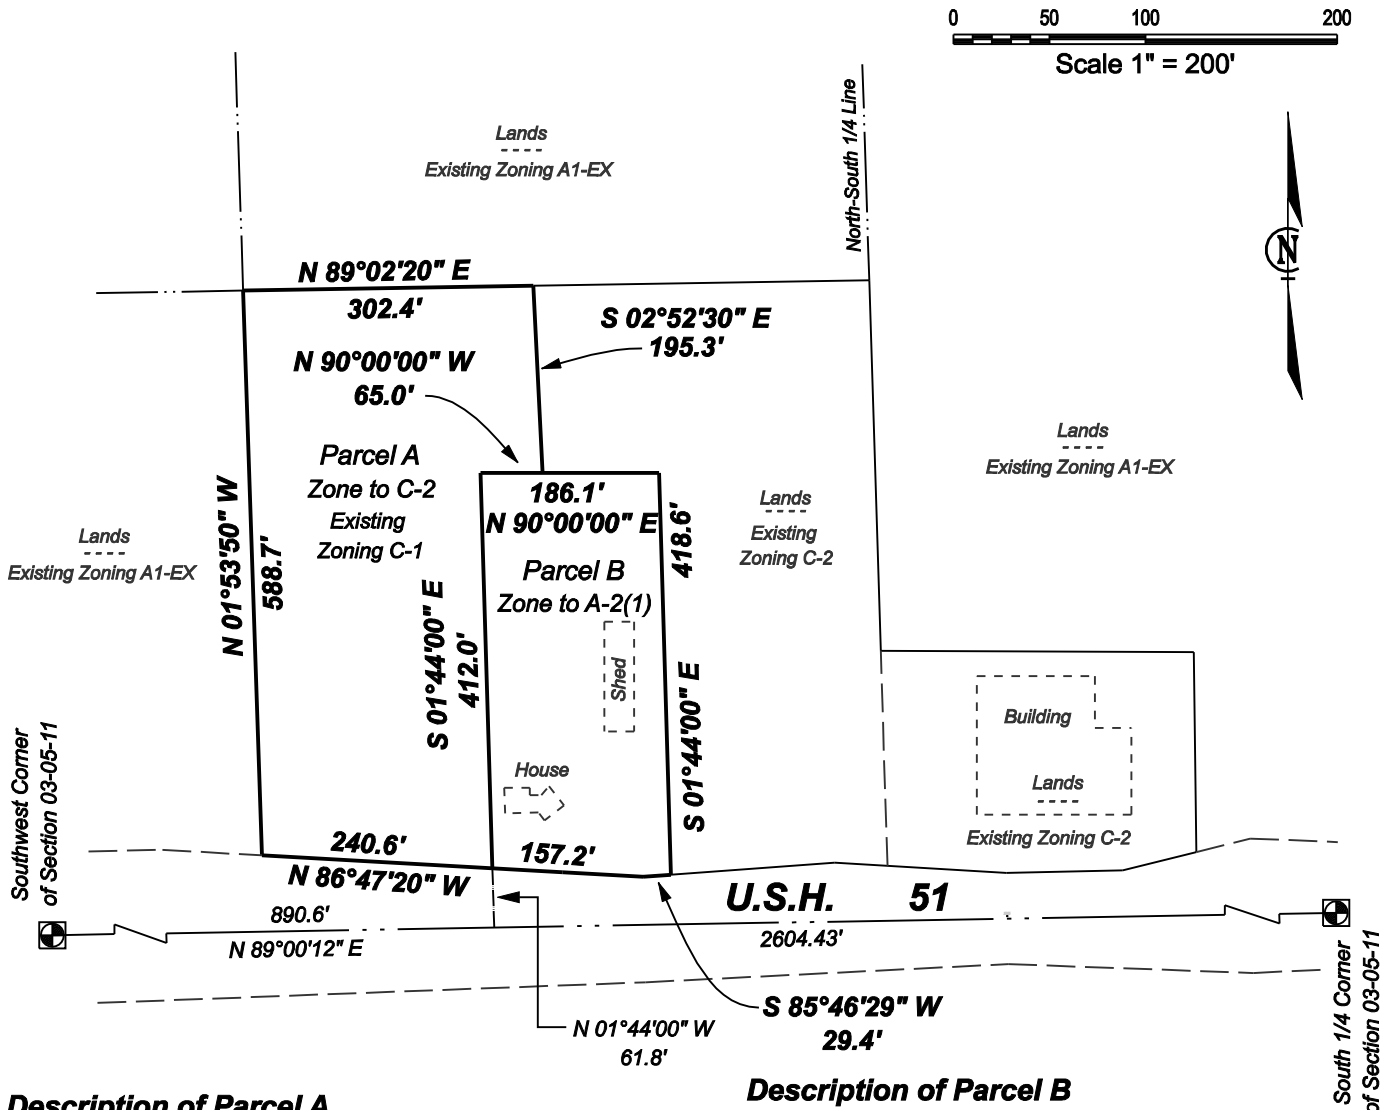 0 50 100 200
Scale 1" = 200'
North-South 1/4 Line
Lands
Existing Zoning A1-EX
N
N 89°02'20" E
302.4'
S 02°52'30" E
195.3'
N 90°00'00" W
65.0'
Parcel A
Zone to C-2
Existing
Zoning C-1
186.1'
N 90°00'00" E
Parcel B
Zone to A-2(1)
Shed
House
418.6'
S 01°44'00" E
Lands
Existing
Zoning C-2
Lands
Existing Zoning A1-EX
Lands
Existing Zoning A1-EX
N 01°53'50" W
588.7'
S 01°44'00" E
412.0'
Building
Lands
Existing Zoning C-2
Southwest Corner
of Section 03-05-11
240.6'
N 86°47'20" W
157.2'
U.S.H. 51
890.6'
N 89°00'12" E
2604.43'
S 85°46'29" W
29.4'
N 01°44'00" W
61.8'
South 1/4 Corner
of Section 03-05-11
Description of Parcel A
Description of Parcel B